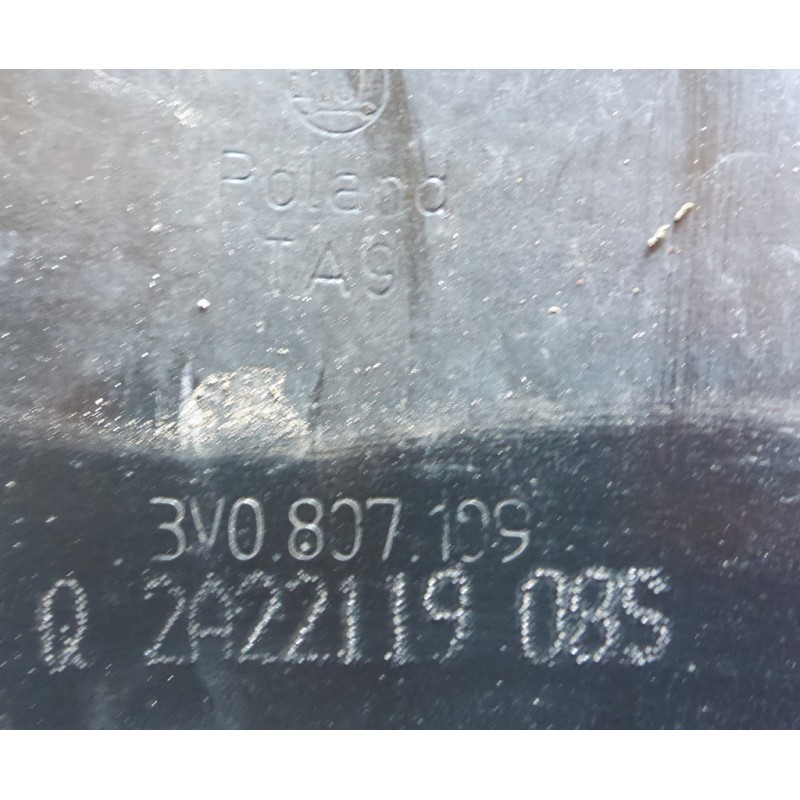 Poland
TA9
3V0.807.109
Q 2A22119 08S